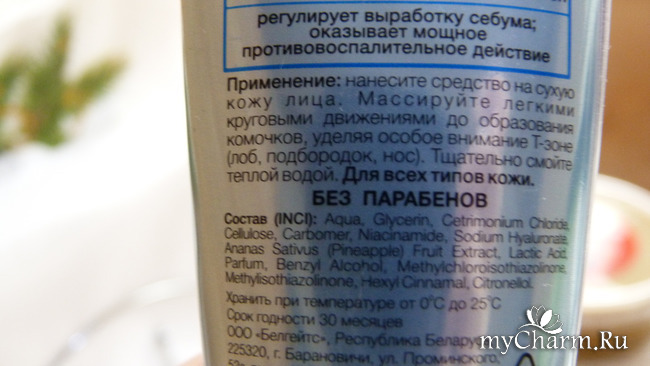 регулирует выработку себума;
оказывает мощное
противовоспалительное действие
Применение: нанесите средство на сухую
кожу лица. Массируйте легкими
круговыми движениями до образования
комочков, уделяя особое внимание Т-зоне
(лоб, подбородок, нос). Тщательно смойте
теплой водой. Для всех типов кожи.
БЕЗ ПАРАБЕНОВ
Состав (INCI): Aqua, Glycerin, Cetrimonium Chloride,
Cellulose, Carbomer, Niacinamide, Sodium Hyaluronate,
Ananas Sativus (Pineapple) Fruit Extract, Lactic Acid,
Parfum, Benzyl Alcohol, Methylchloroisothiazolinone,
Methylisothiazolinone, Hexyl Cinnamal, Citronellol.
Хранить при температуре от 0°С до 25°С
Срок годности 30 месяцев
ООО «Белгейтс», Республика Беларусь
225320, г. Барановичи, ул. Проминского,
myCharm.Ru